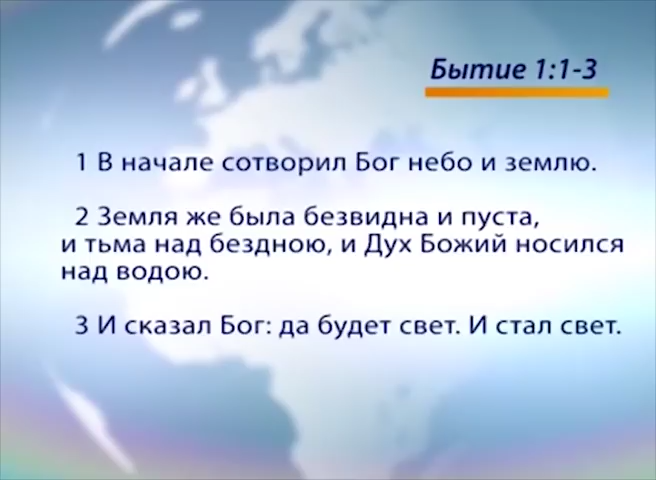 Бытие 1:1-3
1 В начале сотворил Бог небо и землю.
2 Земля же была безвидна и пуста,
и тьма над бездною, и Дух Божий носился
над водою.
3 И сказал Бог: да будет свет. И стал свет.